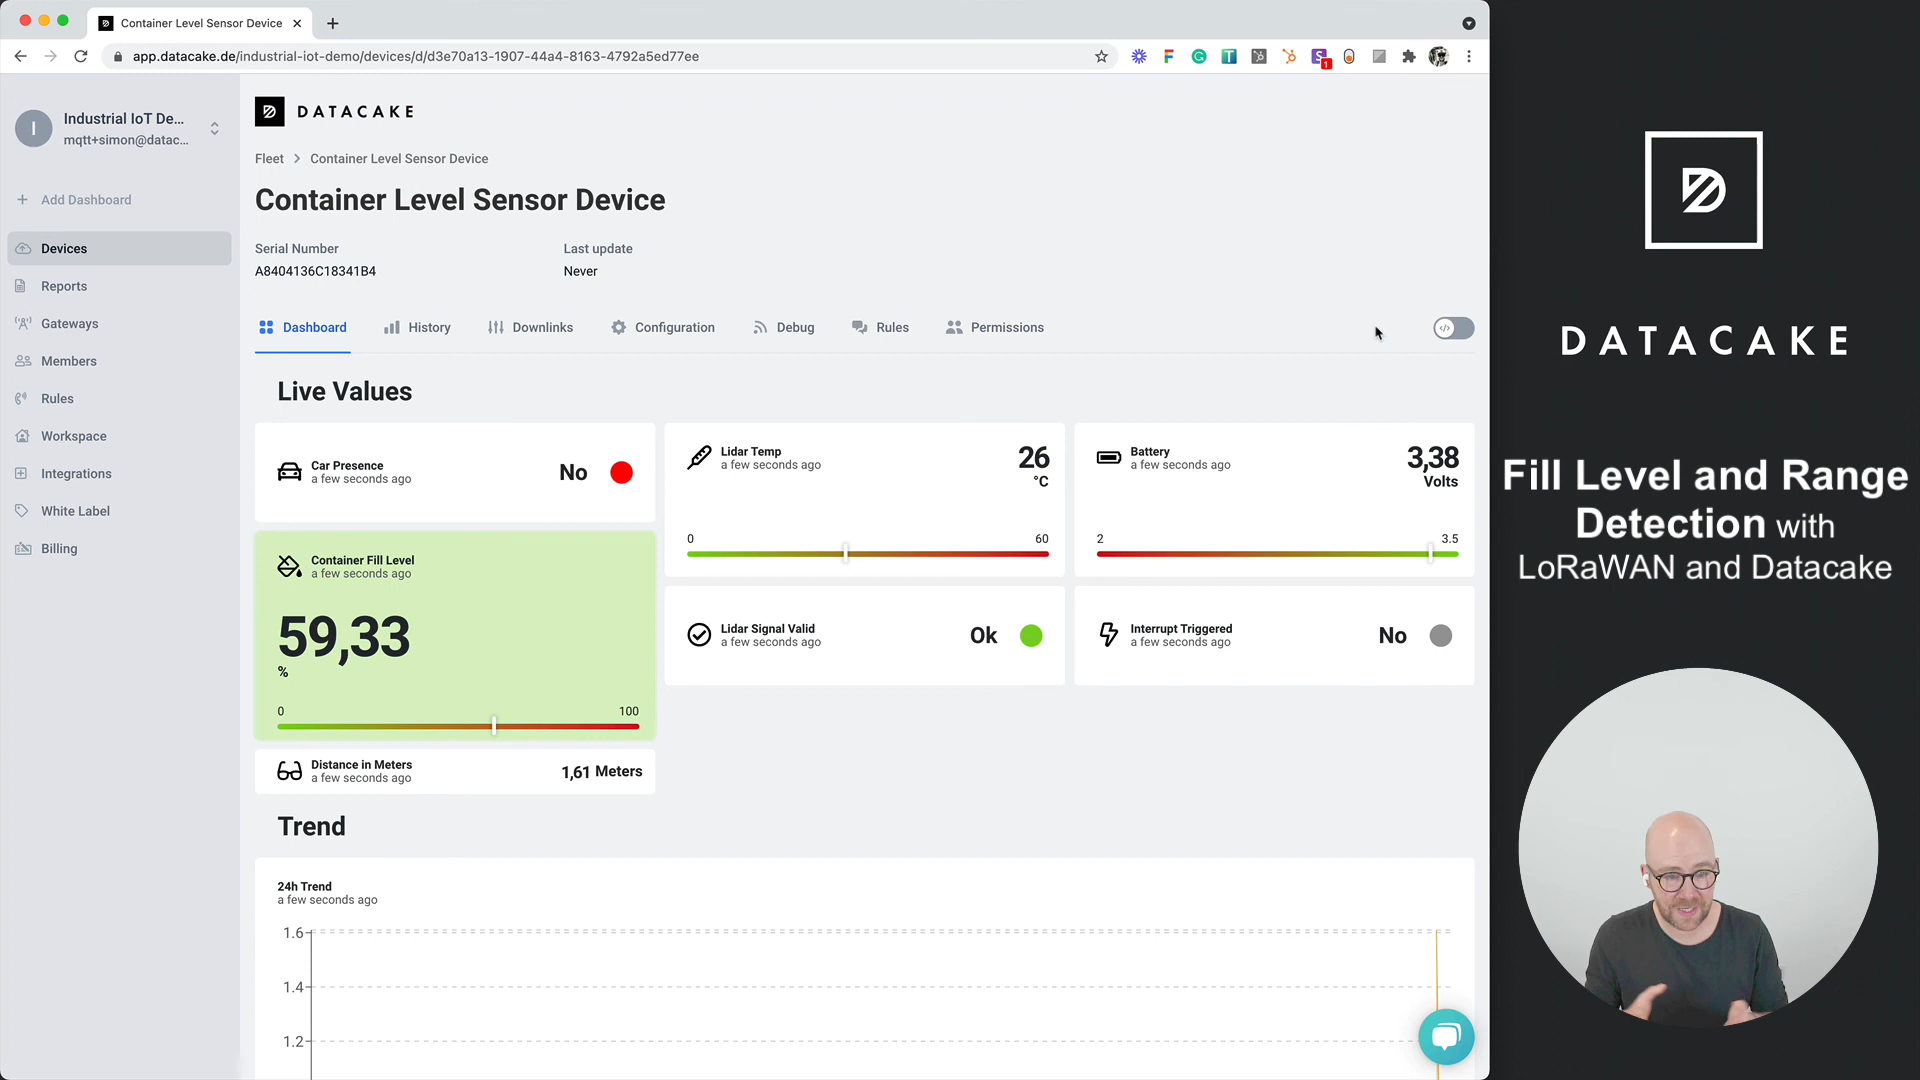 Container Level Sensor Device
app.datacake.de/industrial-iot-demo/devices/d/d3e70a13-1907-44a4-8163-4792a5ed77ee
1
I
Industrial IoT De...
mqtt+simon@datac...
Add Dashboard
Devices
Reports
Gateways
Members
Rules
Workspace
Integrations
White Label
Billing
DATACAKE
Fleet > Container Level Sensor Device
Container Level Sensor Device
Serial Number
A8404136C18341B4
Last update
Never
Dashboard
History
Downlinks
Configuration
Debug
Rules
Permissions
Live Values
Car Presence
a few seconds ago
No
Lidar Temp
a few seconds ago
26
°C
0
60
Battery
a few seconds ago
3,38
Volts
2
3.5
Container Fill Level
a few seconds ago
59,33
%
0
100
Lidar Signal Valid
a few seconds ago
Ok
Interrupt Triggered
a few seconds ago
No
Distance in Meters
a few seconds ago
1,61 Meters
Trend
24h Trend
a few seconds ago
1.6
1.4
1.2
DATACAKE
Fill Level and Range
Detection with
LoRaWAN and Datacake